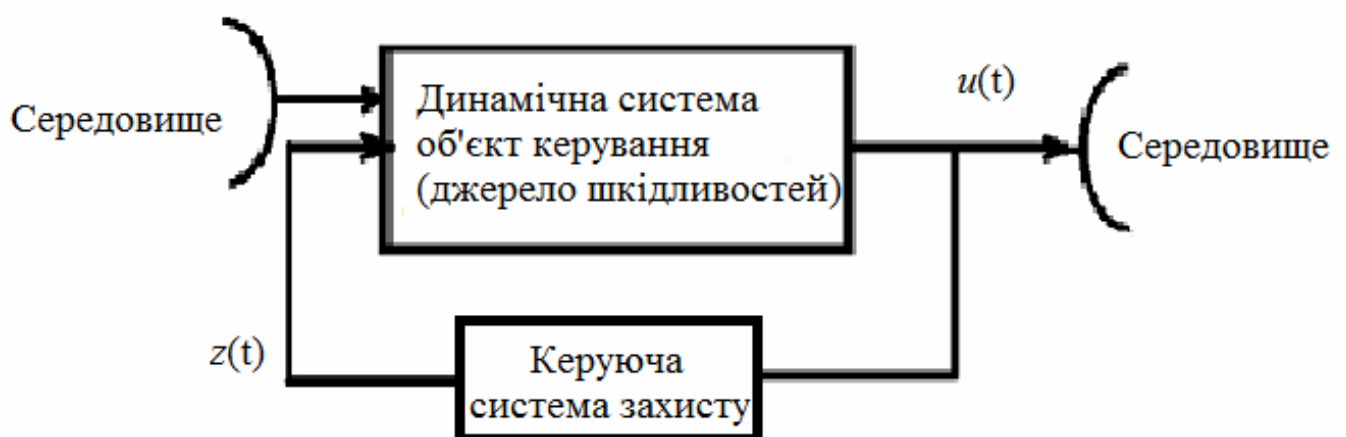 Середовище
Динамічна система
об'єкт керування
(джерело шкідливостей)
u(t)
Середовище
z(t)
Керуюча
система захисту